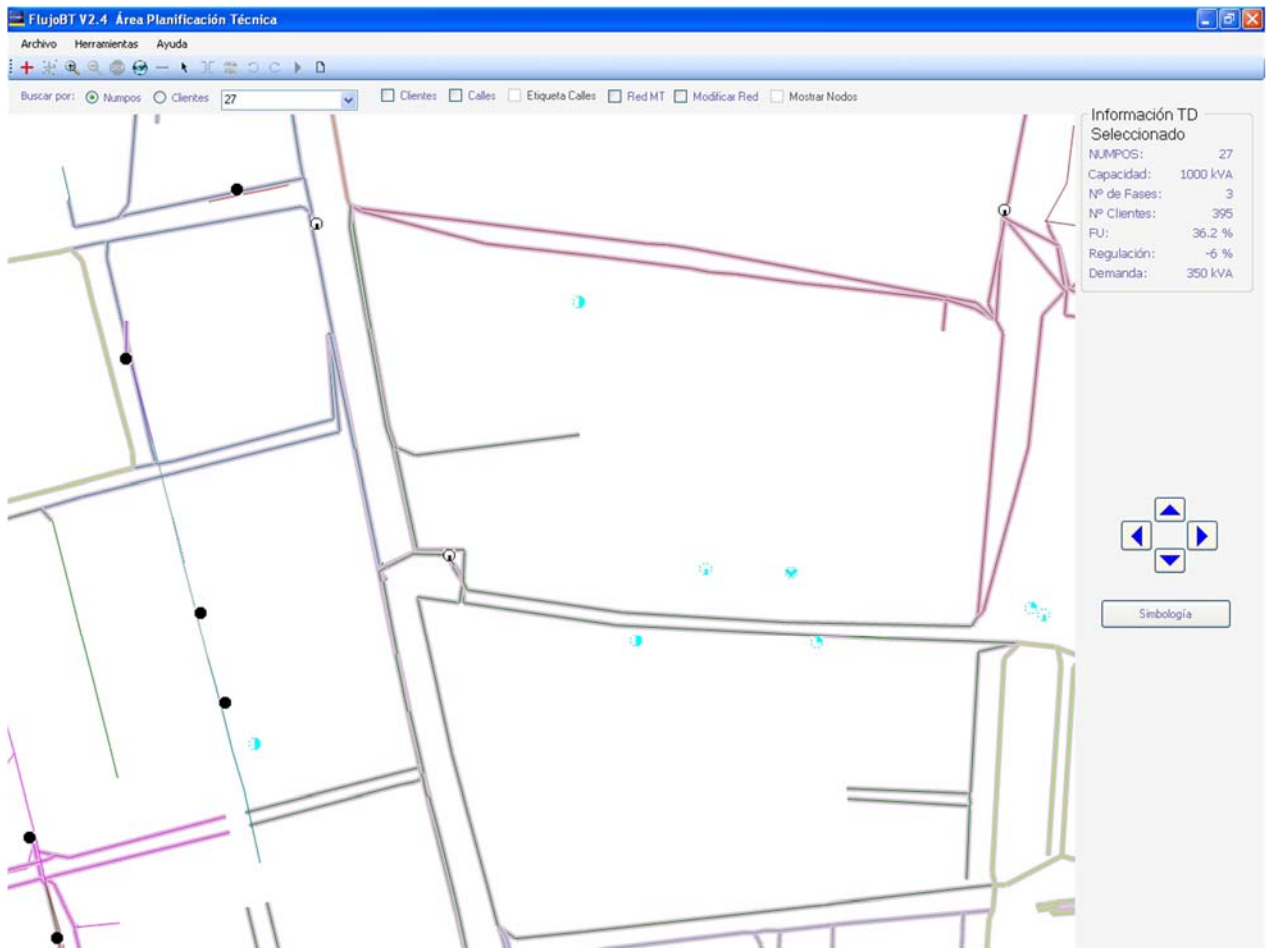 FlujoBT V2.4 Área Planificación Técnica
Archivo Herramientas Ayuda
Buscar por: Numpos Clientes 27 Clientes Calles Etiqueta Calles Red MT Modificar Red Mostrar Nodos
Información TD
Seleccionado
NUMPOS: 27
Capacidad: 1000 kVA
Nº de Fases: 3
Nº Clientes: 395
FU: 36.2 %
Regulación: -6 %
Demanda: 350 kVA
Simbología